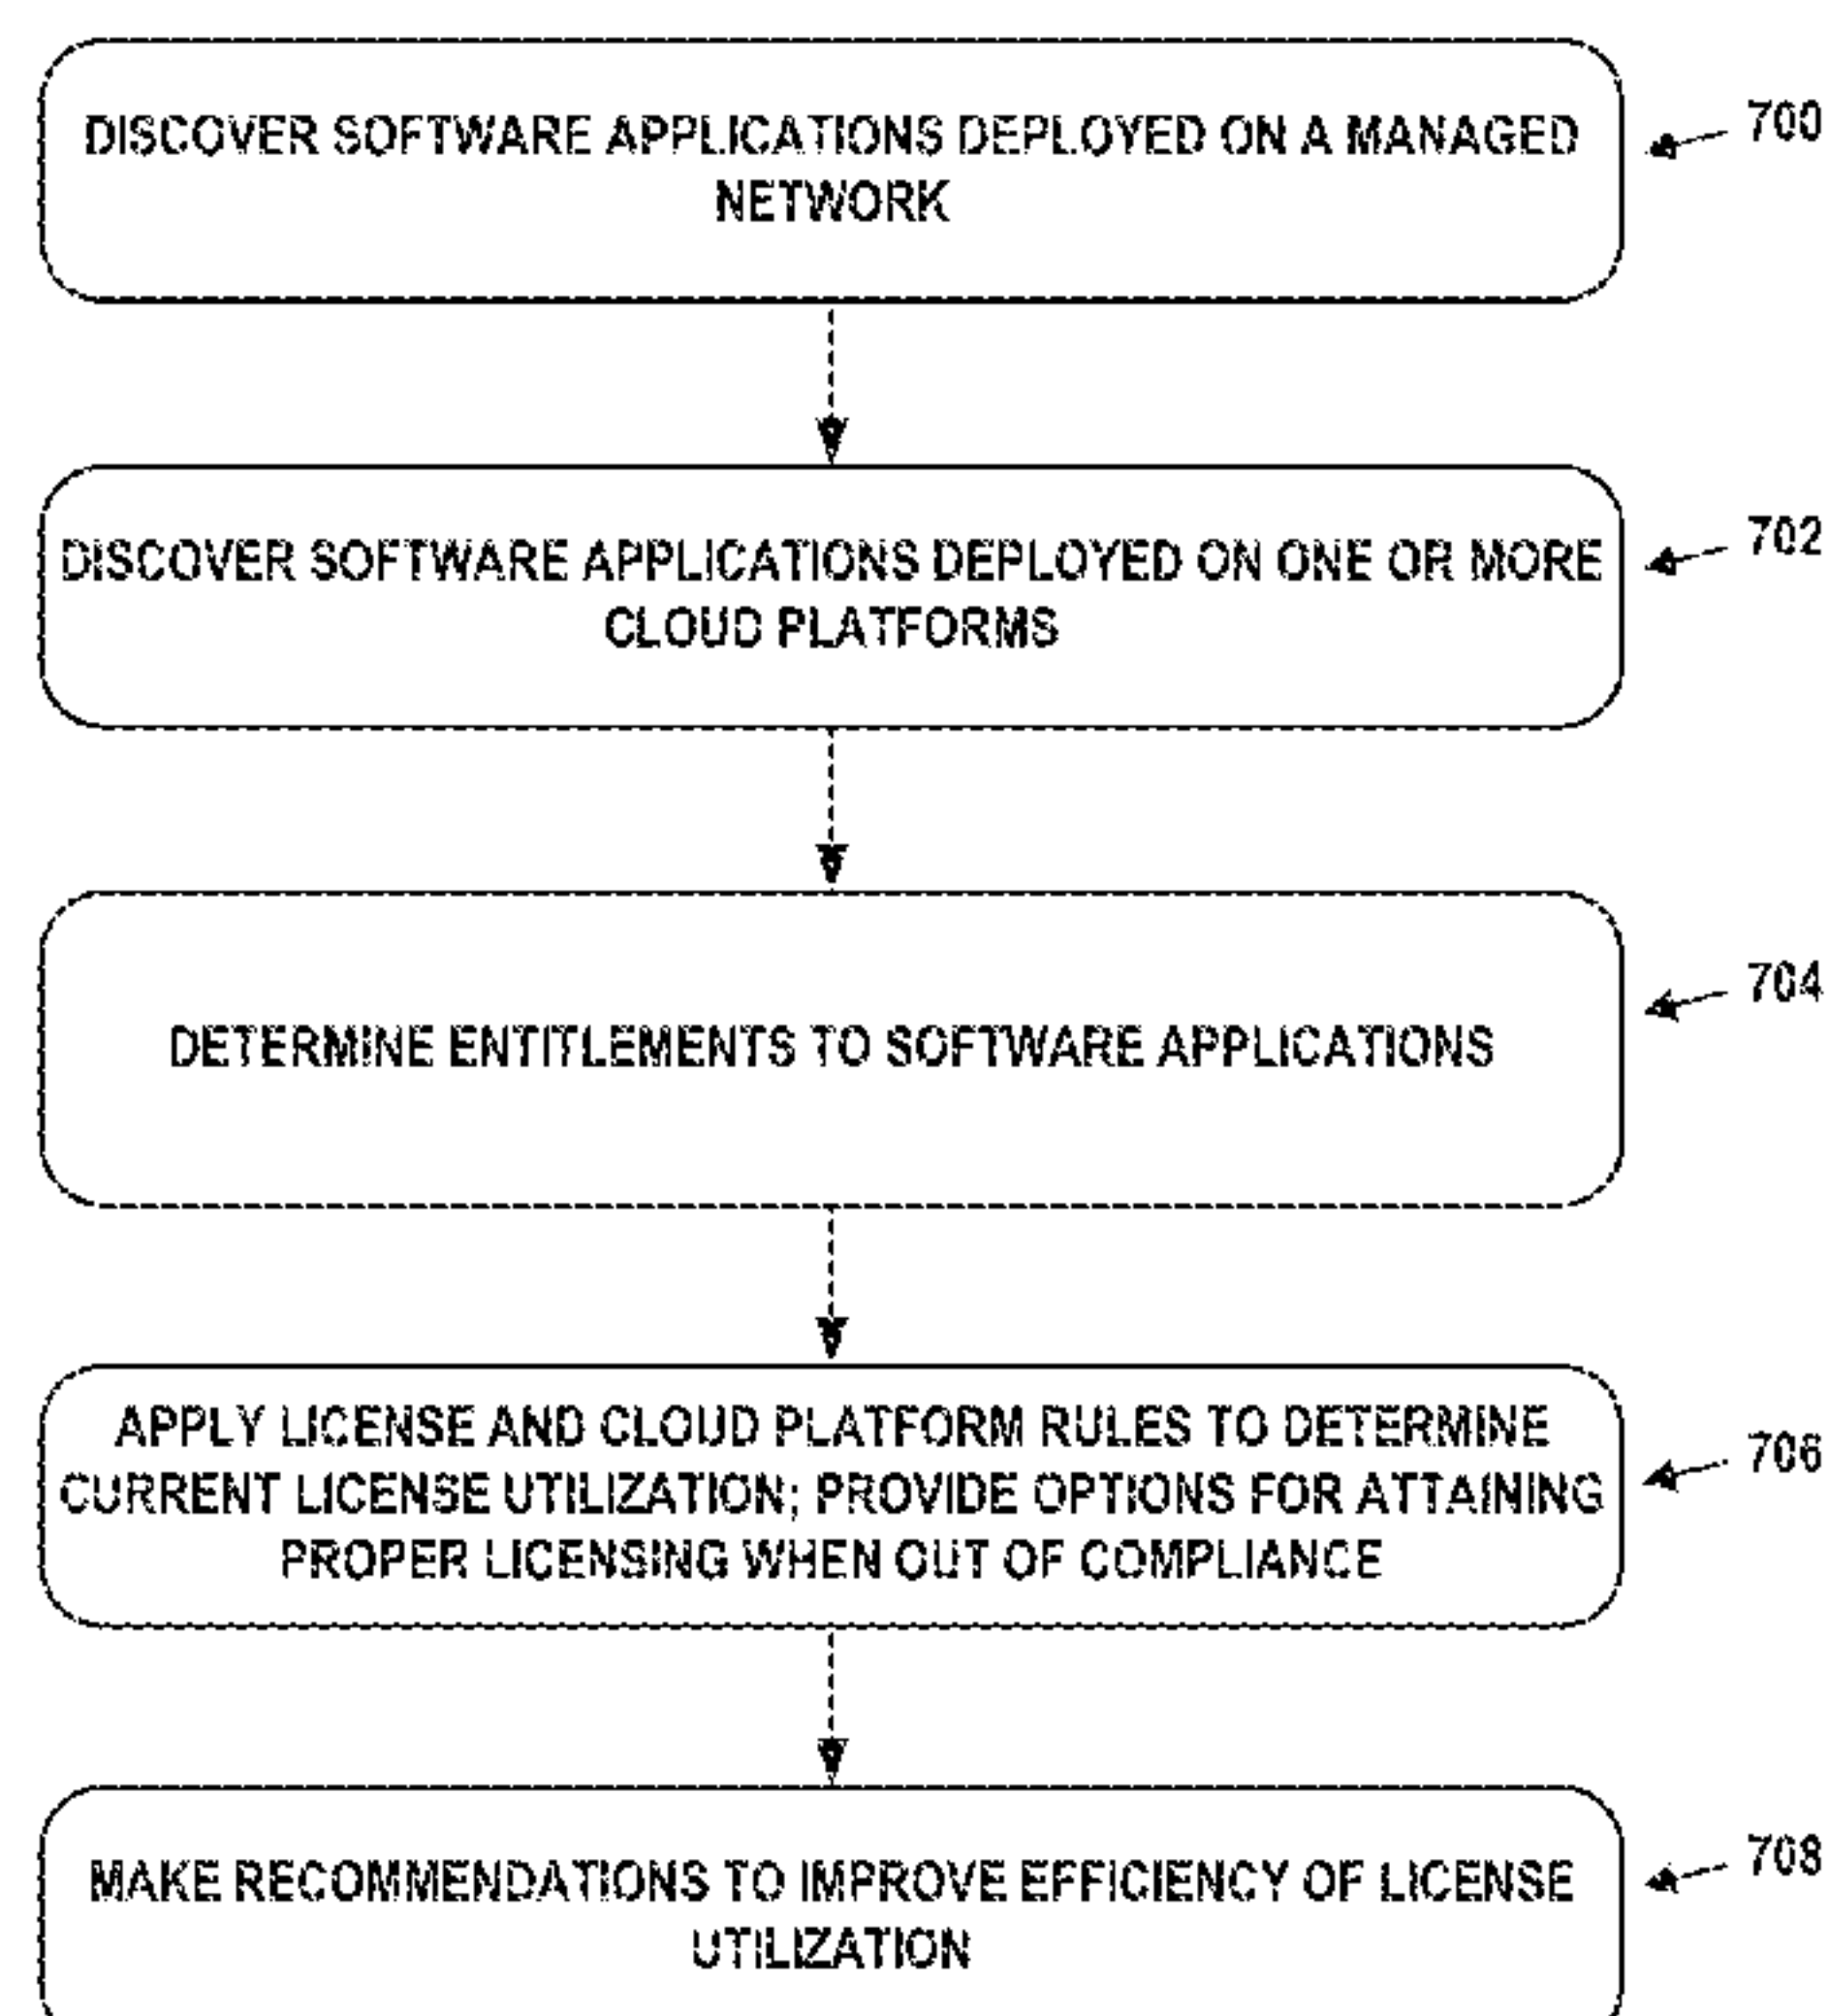 DISCOVER SOFTWARE APPLICATIONS DEPLOYED ON A MANAGED
NETWORK
700
DISCOVER SOFTWARE APPLICATIONS DEPLOYED ON ONE OR MORE
CLOUD PLATFORMS
702
DETERMINE ENTITLEMENTS TO SOFTWARE APPLICATIONS
704
APPLY LICENSE AND CLOUD PLATFORM RULES TO DETERMINE
CURRENT LICENSE UTILIZATION; PROVIDE OPTIONS FOR ATTAINING
PROPER LICENSING WHEN OUT OF COMPLIANCE
706
MAKE RECOMMENDATIONS TO IMPROVE EFFICIENCY OF LICENSE
UTILIZATION
708